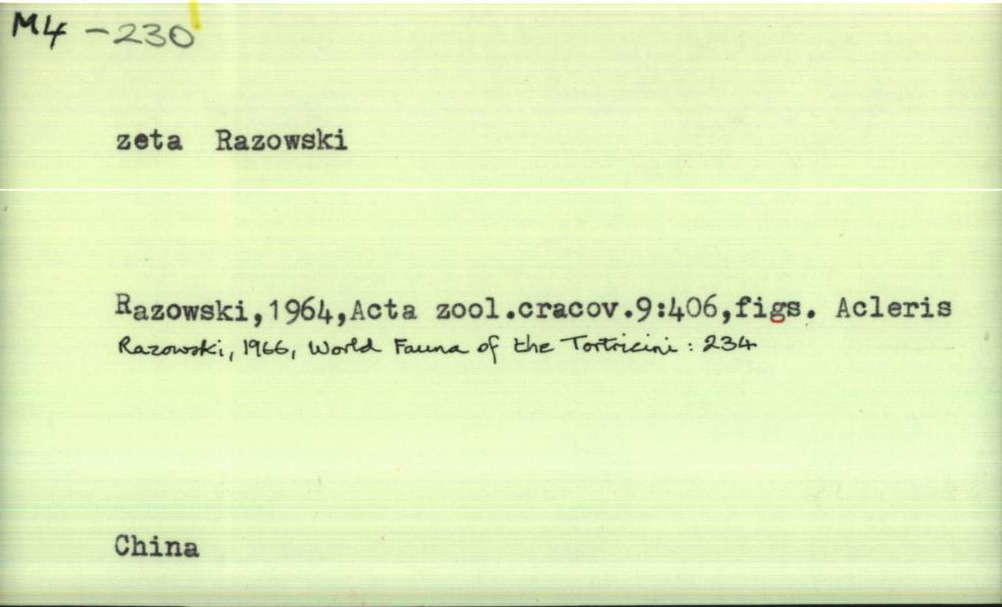 M4 -230
zeta Razowski
Razowski,1964,Acta zool.cracov.9:406,figs. Acleris
Razowski, 1966, World Fauna of the Tortricini : 234
China